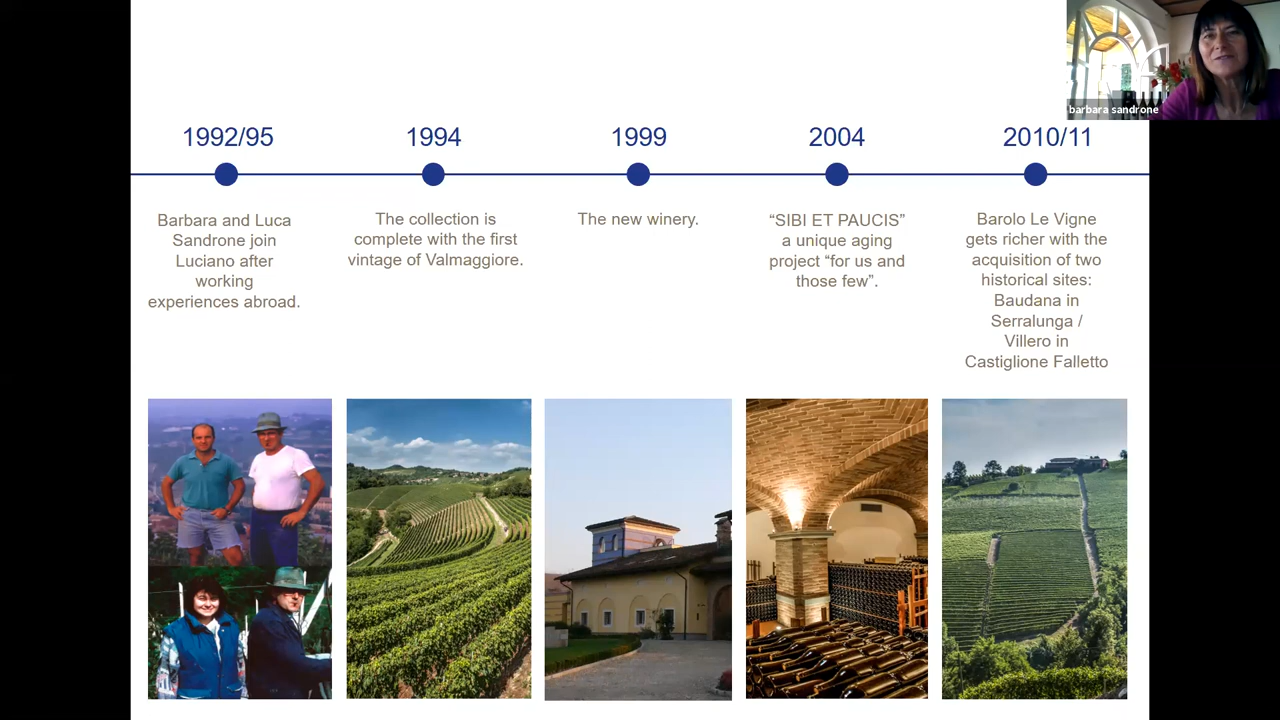 barbara sandrone
1992/95
Barbara and Luca
Sandrone join
Luciano after
working
experiences abroad.
1994
The collection is
complete with the first
vintage of Valmaggiore.
1999
The new winery.
2004
“SIBI ET PAUCIS”
a unique aging
project “for us and
those few”.
2010/11
Barolo Le Vigne
gets richer with the
acquisition of two
historical sites:
Baudana in
Serralunga /
Villero in
Castiglione Falletto